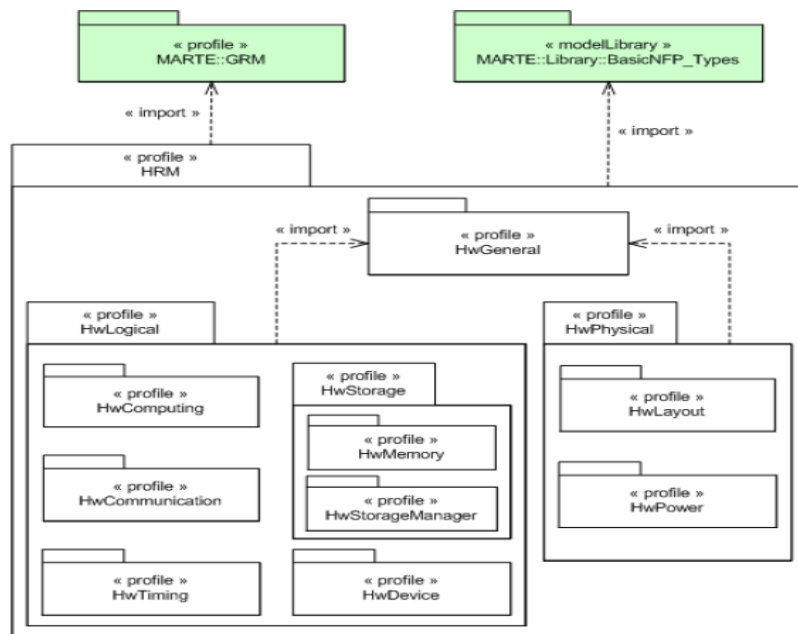 « profile »
MARTE::GRM
« modelLibrary »
MARTE::Library::BasicNFP_Types
« import »
« import »
« profile »
HRM
« import »
« profile »
HwGeneral
« import »
« profile »
HwLogical
« profile »
HwComputing
« profile »
HwCommunication
« profile »
HwTiming
« profile »
HwStorage
« profile »
HwMemory
« profile »
HwStorageManager
« profile »
HwDevice
« profile »
HwPhysical
« profile »
HwLayout
« profile »
HwPower